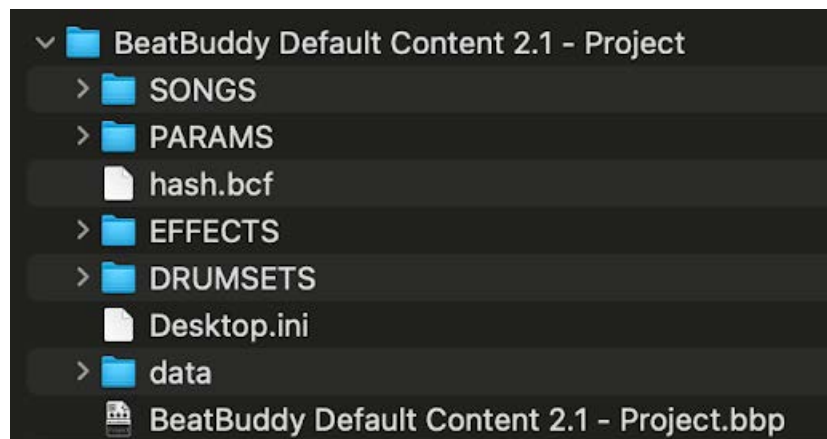 BeatBuddy Default Content 2.1 - Project
SONGS
PARAMS
hash.bcf
EFFECTS
DRUMSETS
Desktop.ini
data
BeatBuddy Default Content 2.1 - Project.bbp